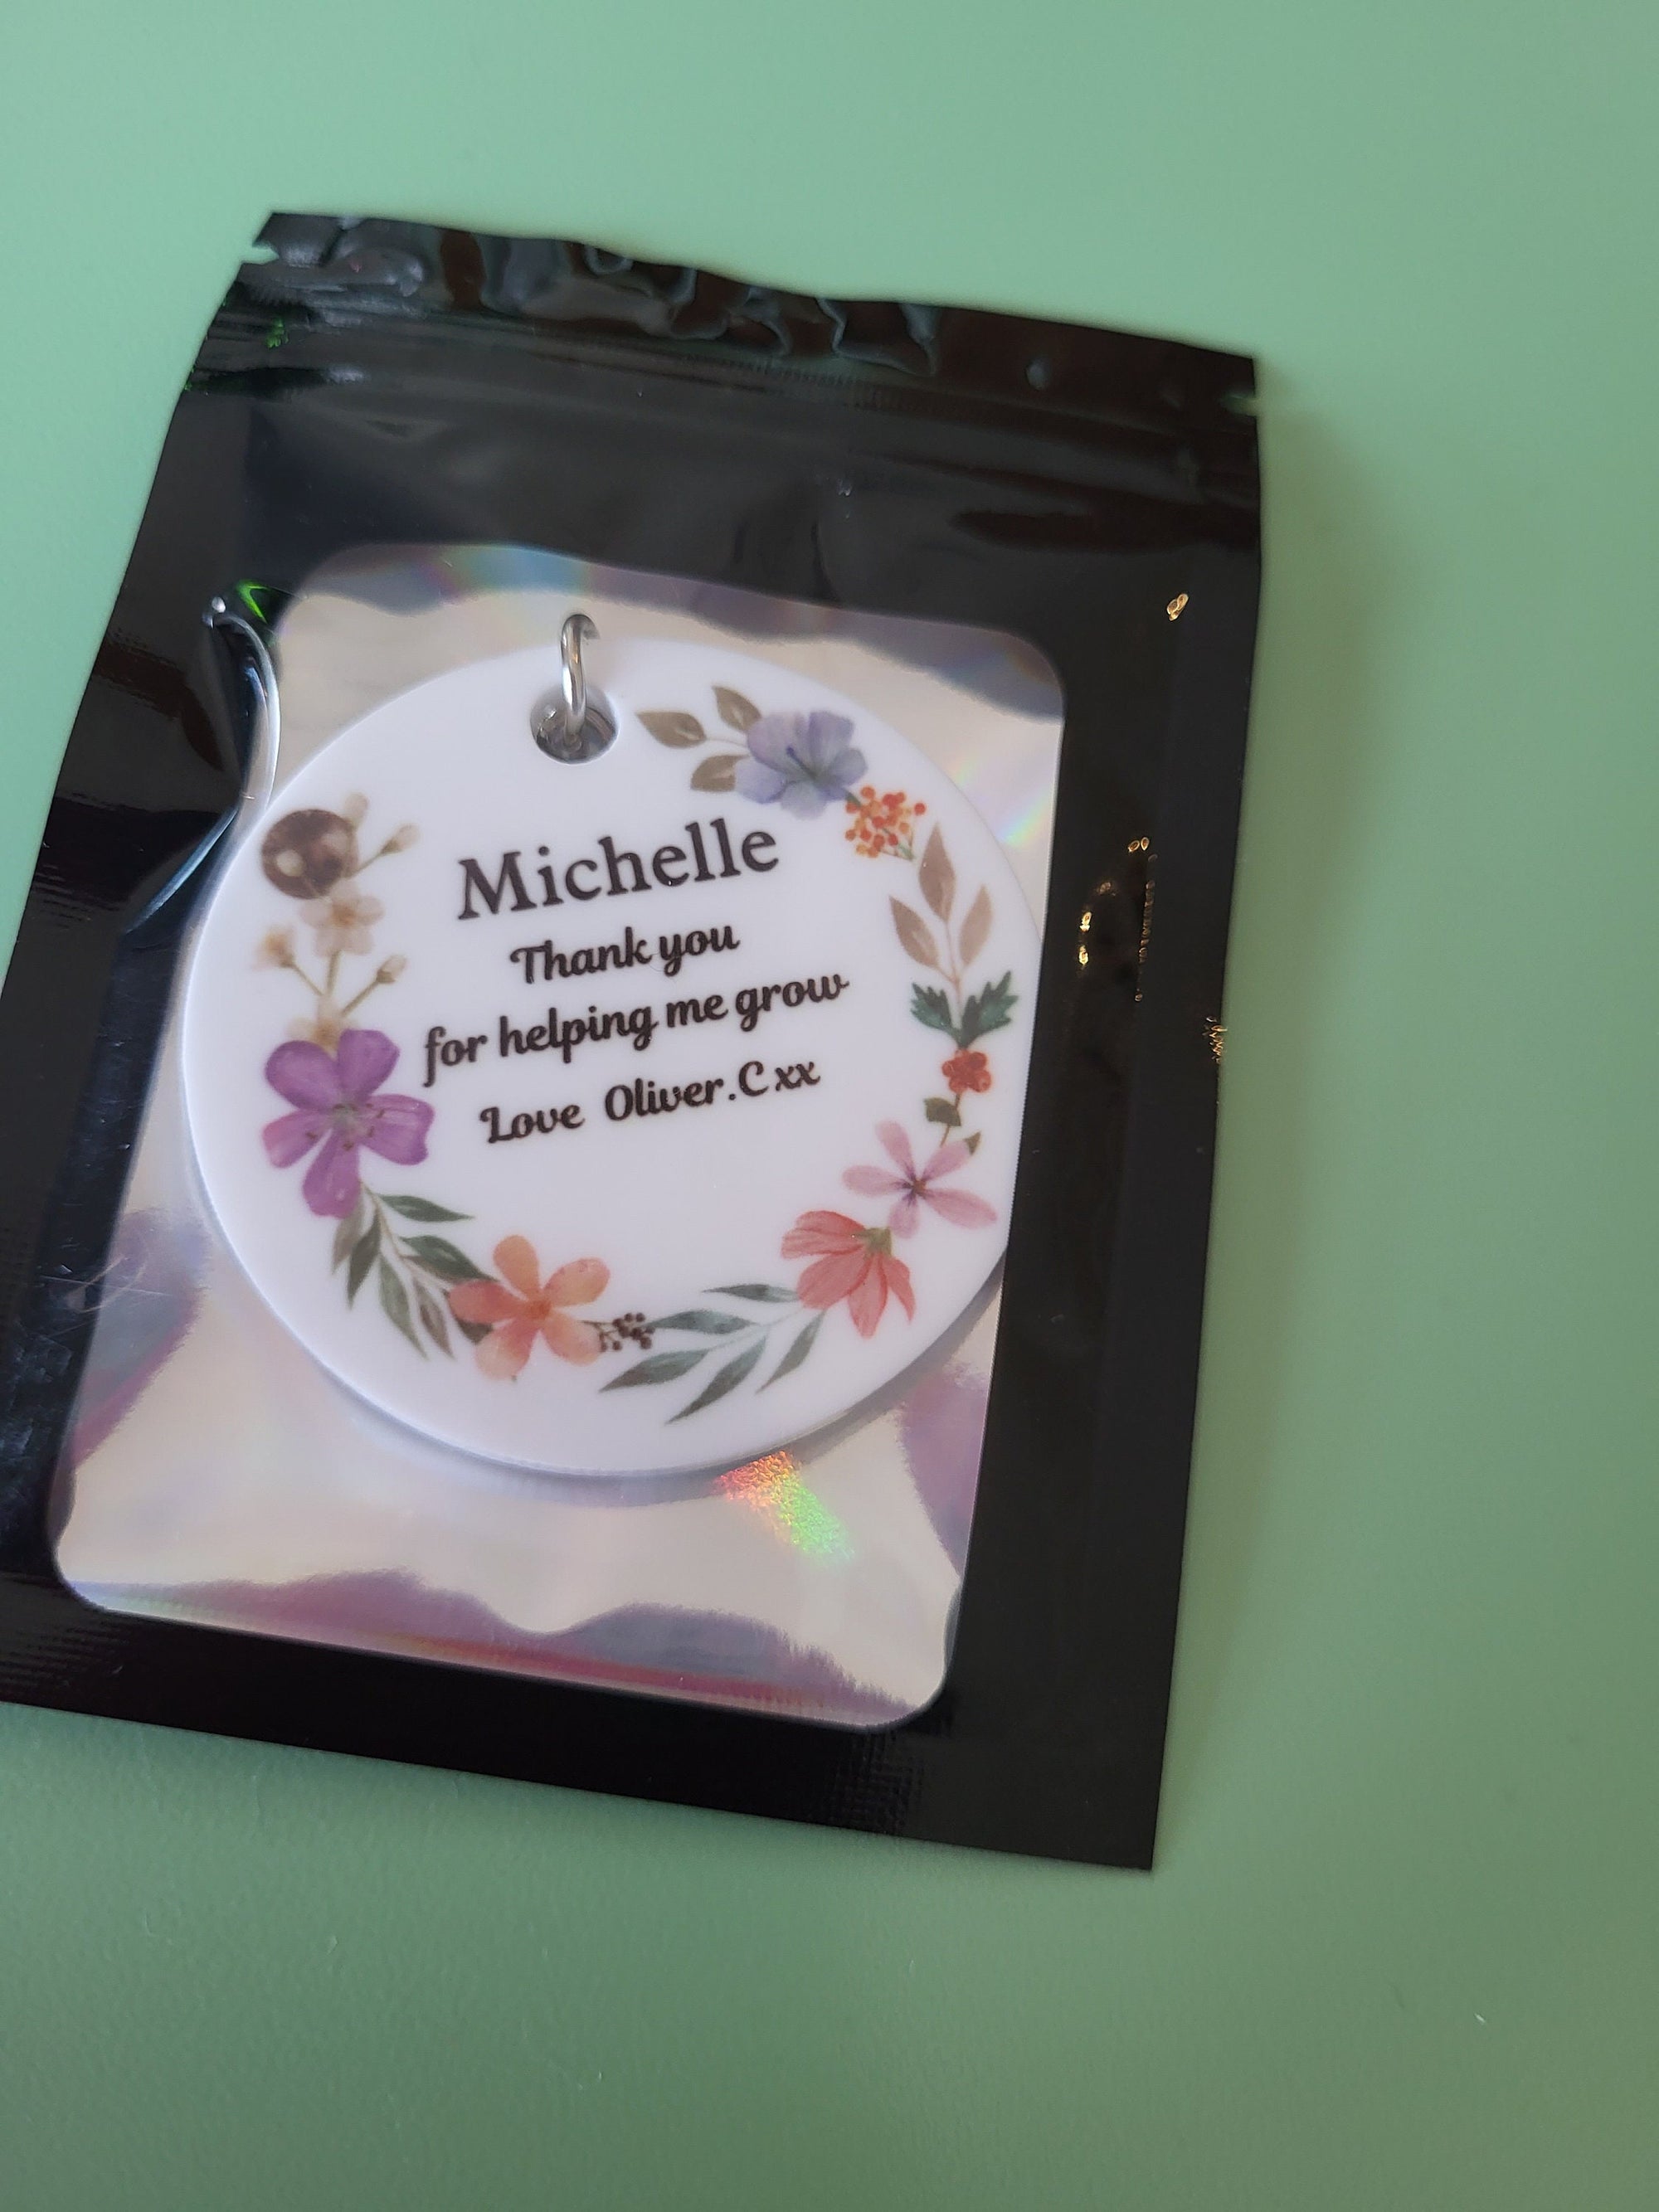 Michelle
Thank you
for helping me grow
Love Oliver.C xx